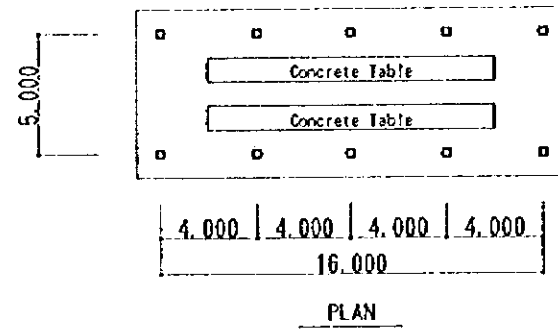 5,000
Concrete Table
Concrete Table
4,000 4,000 4,000 4,000
16,000
PLAN